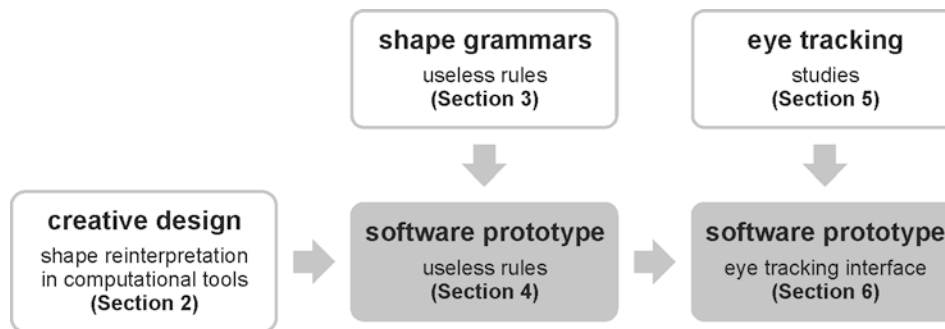 shape grammars
useless rules
(Section 3)
eye tracking
studies
(Section 5)
creative design
shape reinterpretation
in computational tools
(Section 2)
software prototype
useless rules
(Section 4)
software prototype
eye tracking interface
(Section 6)